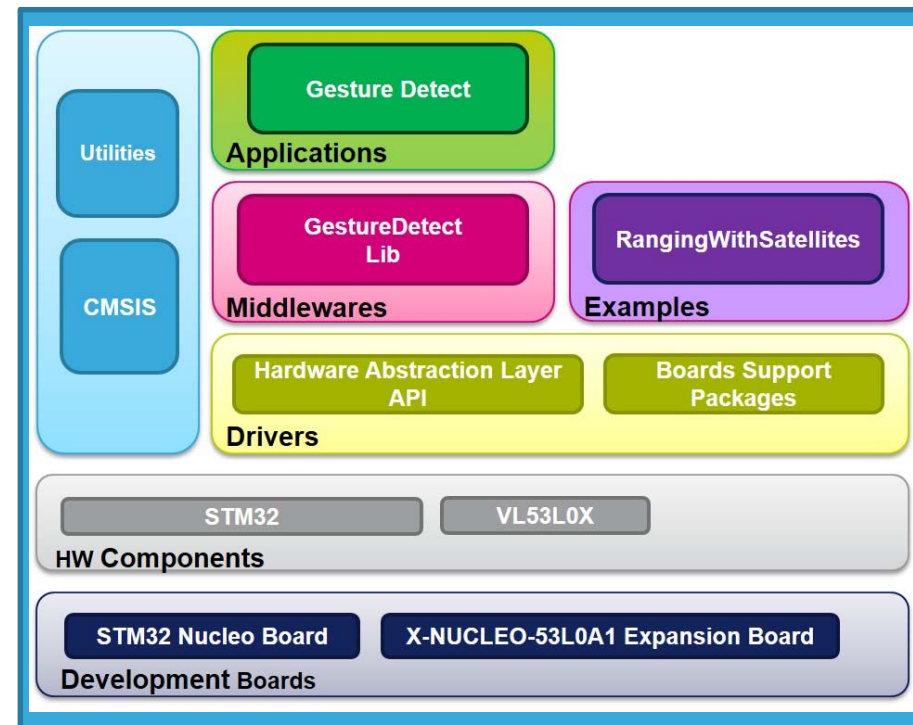 Utilities
CMSIS
Gesture Detect
Applications
GestureDetect
Lib
Middlewares
RangingWithSatellites
Examples
Hardware Abstraction Layer
API
Boards Support
Packages
Drivers
STM32
VL53L0X
HW Components
STM32 Nucleo Board
X-NUCLEO-53L0A1 Expansion Board
Development Boards